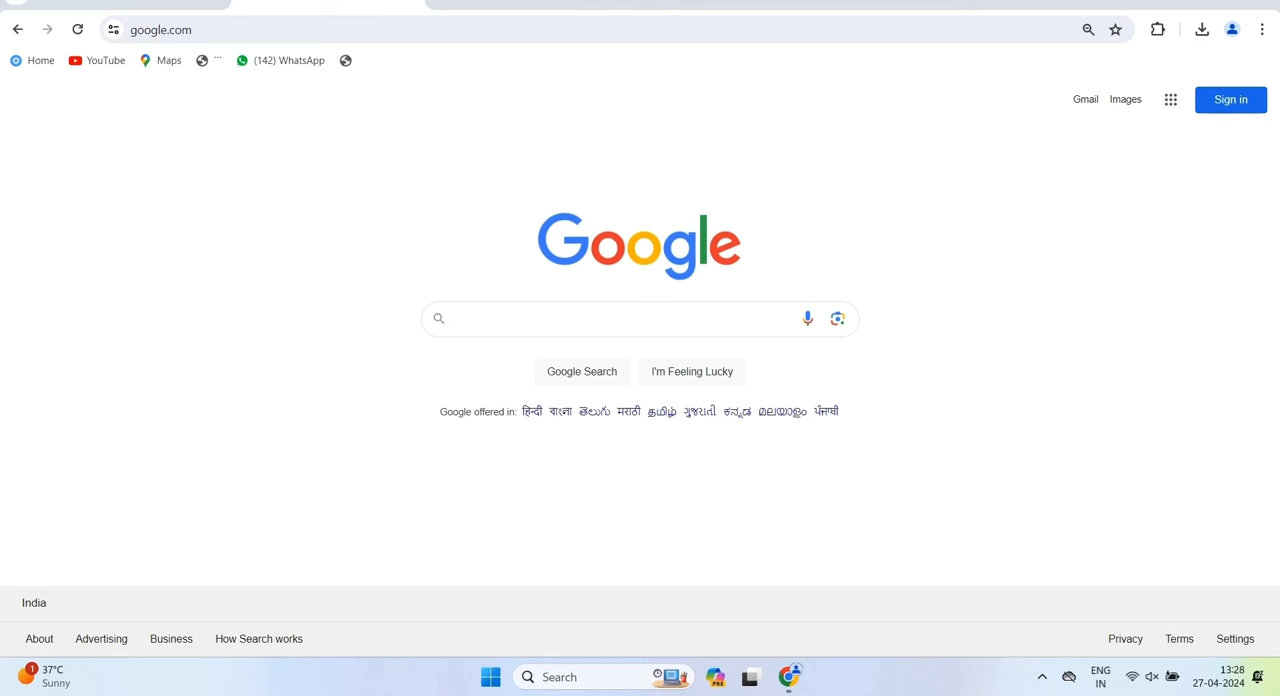 google.com
Home YouTube Maps ... (142) WhatsApp
Gmail Images Sign in
Google
Google Search I'm Feeling Lucky
Google offered in: हिन्दी বাংলা తెలుగు मराठी தமிழ் ગુજરાતી ಕನ್ನಡ മലയാളം ਪੰਜਾਬੀ
India
About Advertising Business How Search works Privacy Terms Settings
1 37°C Search PRE ENG 13:28
Sunny IN 27-04-2024